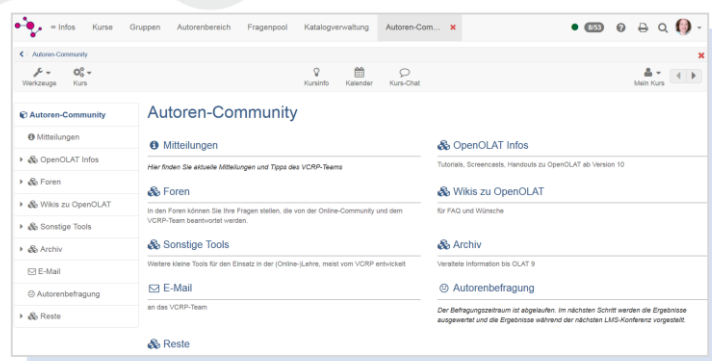 = Infos Kurse Gruppen Autorenbereich Fragenpool Katalogverwaltung Autoren-Com...
Autoren-Community
Werkzeuge Kurs Kursinfo Kalender Kurs-Chat Mein Kurs
Autoren-Community
Mitteilungen
OpenOLAT Infos
Foren
Wikis zu OpenOLAT
Sonstige Tools
Archiv
E-Mail
Autorenbefragung
Reste
Autoren-Community
Mitteilungen
Hier finden Sie aktuelle Mitteilungen und Tipps des VCRP-Teams
OpenOLAT Infos
Tutorials, Screencasts, Handouts zu OpenOLAT ab Version 10
Foren
In den Foren können Sie Ihre Fragen stellen, die von der Online-Community und dem
VCRP-Team beantwortet werden.
Wikis zu OpenOLAT
für FAQ und Wünsche
Sonstige Tools
Weitere kleine Tools für den Einsatz in der (Online-)Lehre, meist vom VCRP entwickelt
Archiv
Veraltete Information bis OLAT 9
E-Mail
an das VCRP-Team
Autorenbefragung
Der Befragungszeitraum ist abgelaufen. Im nächsten Schritt werden die Ergebnisse
ausgewertet und die Ergebnisse während der nächsten LMS-Konferenz vorgestellt.
Reste